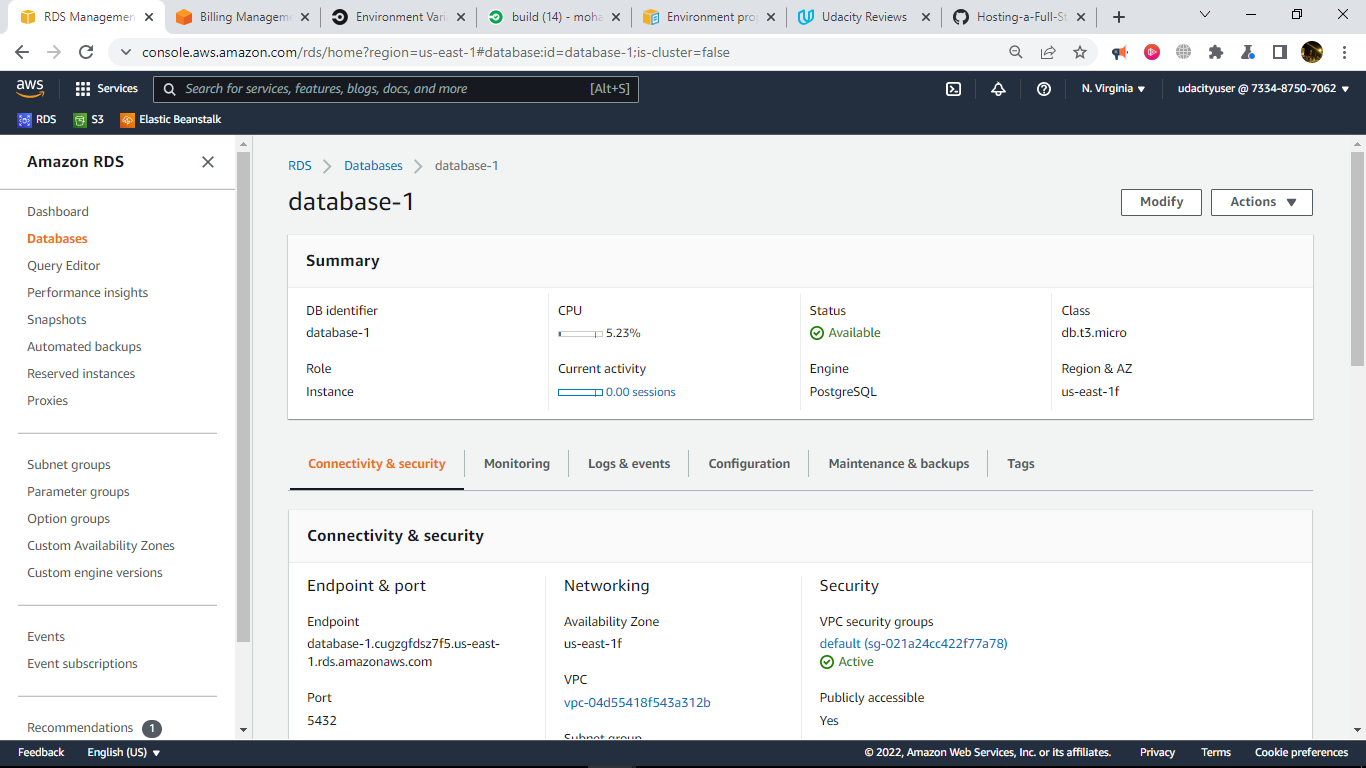 RDS Managemen
Billing Managem
Environment Vari
build (14) - moha
Environment pro
Udacity Reviews
Hosting-a-Full-St
console.aws.amazon.com/rds/home?region=us-east-1#database:id=database-1;is-cluster=false
aws
Services
Search for services, features, blogs, docs, and more
[Alt+S]
N. Virginia
udacityuser @ 7334-8750-7062
RDS
S3
Elastic Beanstalk
Amazon RDS
Dashboard
Databases
Query Editor
Performance insights
Snapshots
Automated backups
Reserved instances
Proxies
Subnet groups
Parameter groups
Option groups
Custom Availability Zones
Custom engine versions
Events
Event subscriptions
Recommendations 1
RDS
Databases
database-1
database-1
Modify
Actions
Summary
DB identifier
database-1
CPU
5.23%
Status
Available
Class
db.t3.micro
Role
Instance
Current activity
0.00 sessions
Engine
PostgreSQL
Region & AZ
us-east-1f
Connectivity & security
Monitoring
Logs & events
Configuration
Maintenance & backups
Tags
Connectivity & security
Endpoint & port
Endpoint
database-1.cugzgfdsz7f5.us-east-
1.rds.amazonaws.com
Port
5432
Networking
Availability Zone
us-east-1f
VPC
vpc-04d55418f543a312b
Subnet group
Security
VPC security groups
default (sg-021a24cc422f77a78)
Active
Publicly accessible
Yes
Feedback
English (US)
© 2022, Amazon Web Services, Inc. or its affiliates.
Privacy
Terms
Cookie preferences